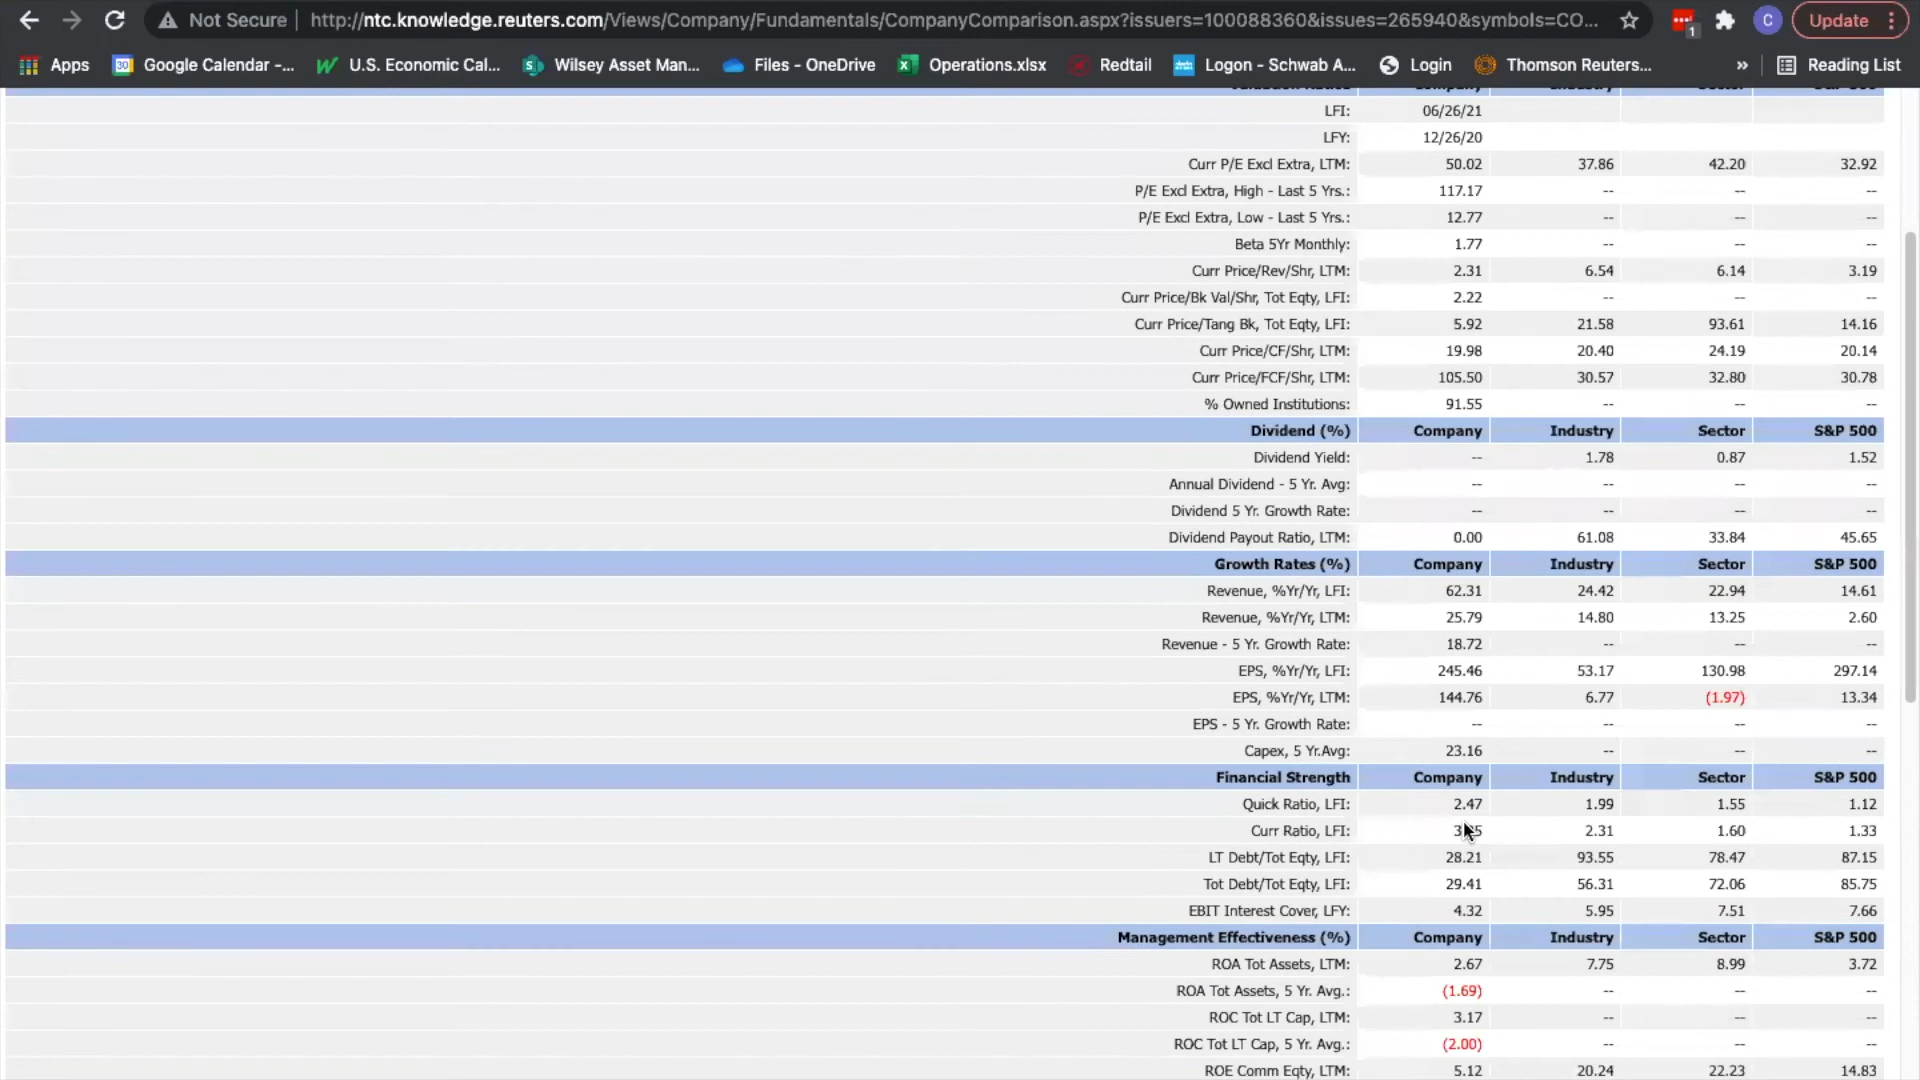 Not Secure | http://ntc.knowledge.reuters.com/Views/Company/Fundamentals/CompanyComparison.aspx?issuers=100088360&issues=265940&symbols=CO... 1 C Update
Apps 30 Google Calendar -... U.S. Economic Cal... Wilsey Asset Man... Files - OneDrive Operations.xlsx Redtail Logon - Schwab A... Login Thomson Reuters... » Reading List
LFI: 06/26/21
LFY: 12/26/20
Curr P/E Excl Extra, LTM: 50.02 37.86 42.20 32.92
P/E Excl Extra, High - Last 5 Yrs.: 117.17 -- -- --
P/E Excl Extra, Low - Last 5 Yrs.: 12.77 -- -- --
Beta 5Yr Monthly: 1.77 -- -- --
Curr Price/Rev/Shr, LTM: 2.31 6.54 6.14 3.19
Curr Price/Bk Val/Shr, Tot Eqty, LFI: 2.22 -- -- --
Curr Price/Tang Bk, Tot Eqty, LFI: 5.92 21.58 93.61 14.16
Curr Price/CF/Shr, LTM: 19.98 20.40 24.19 20.14
Curr Price/FCF/Shr, LTM: 105.50 30.57 32.80 30.78
% Owned Institutions: 91.55 -- -- --
Dividend (%) Company Industry Sector S&P 500
Dividend Yield: -- 1.78 0.87 1.52
Annual Dividend - 5 Yr. Avg: -- -- -- --
Dividend 5 Yr. Growth Rate: -- -- -- --
Dividend Payout Ratio, LTM: 0.00 61.08 33.84 45.65
Growth Rates (%) Company Industry Sector S&P 500
Revenue, %Yr/Yr, LFI: 62.31 24.42 22.94 14.61
Revenue, %Yr/Yr, LTM: 25.79 14.80 13.25 2.60
Revenue - 5 Yr. Growth Rate: 18.72 -- -- --
EPS, %Yr/Yr, LFI: 245.46 53.17 130.98 297.14
EPS, %Yr/Yr, LTM: 144.76 6.77 (1.97) 13.34
EPS - 5 Yr. Growth Rate: -- -- -- --
Capex, 5 Yr.Avg: 23.16 -- -- --
Financial Strength Company Industry Sector S&P 500
Quick Ratio, LFI: 2.47 1.99 1.55 1.12
Curr Ratio, LFI: 2.31 1.60 1.33
LT Debt/Tot Eqty, LFI: 28.21 93.55 78.47 87.15
Tot Debt/Tot Eqty, LFI: 29.41 56.31 72.06 85.75
EBIT Interest Cover, LFY: 4.32 5.95 7.51 7.66
Management Effectiveness (%) Company Industry Sector S&P 500
ROA Tot Assets, LTM: 2.67 7.75 8.99 3.72
ROA Tot Assets, 5 Yr. Avg.: (1.69) -- -- --
ROC Tot LT Cap, LTM: 3.17 -- -- --
ROC Tot LT Cap, 5 Yr. Avg.: (2.00) -- -- --
ROE Comm Eqty, LTM: 5.12 20.24 22.23 14.83